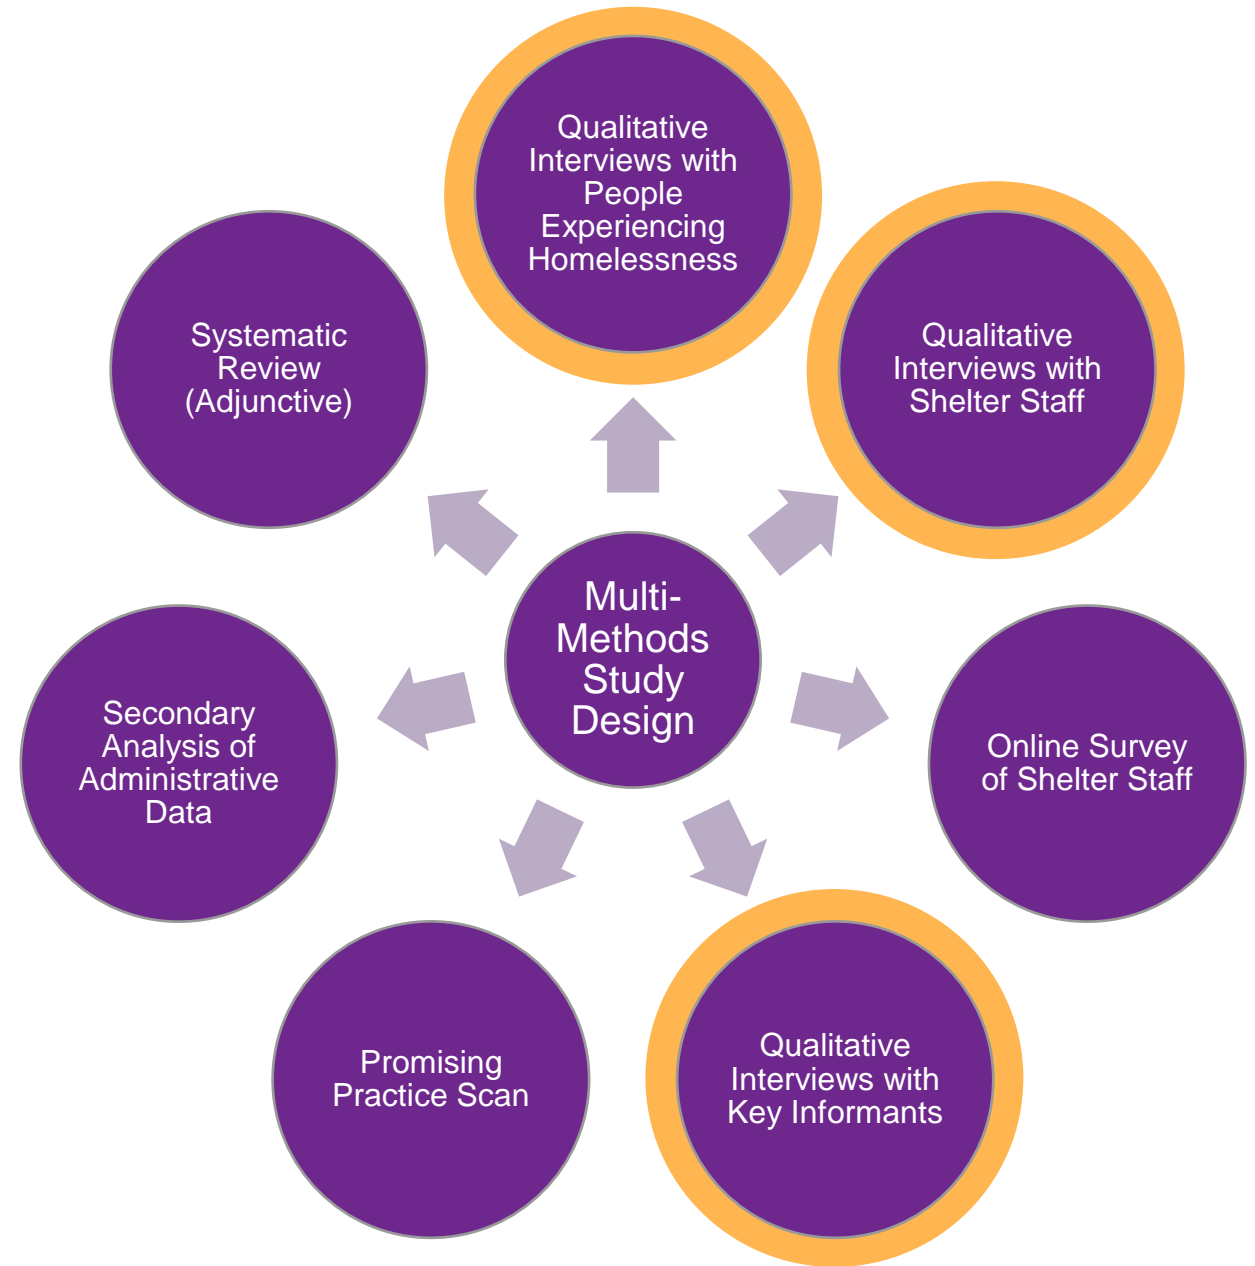 Qualitative
Interviews with
People
Experiencing
Homelessness
Qualitative
Interviews with
Shelter Staff
Online Survey
of Shelter Staff
Qualitative
Interviews with
Key Informants
Promising
Practice Scan
Secondary
Analysis of
Administrative
Data
Systematic
Review
(Adjunctive)
Multi-
Methods
Study
Design